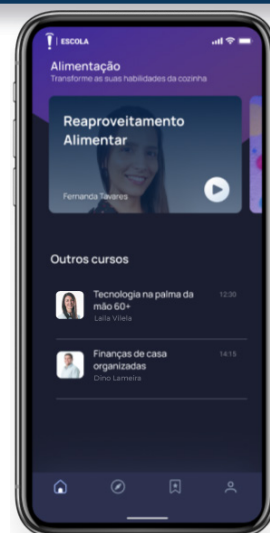 ESCOLA
Alimentação
Transforme as suas habilidades da cozinha
Reaproveitamento
Alimentar
Fernanda Tavares
Outros cursos
Tecnologia na palma da
mão 60+
12:30
Laila Vilela
Finanças de casa
organizadas
14:15
Dino Lameira